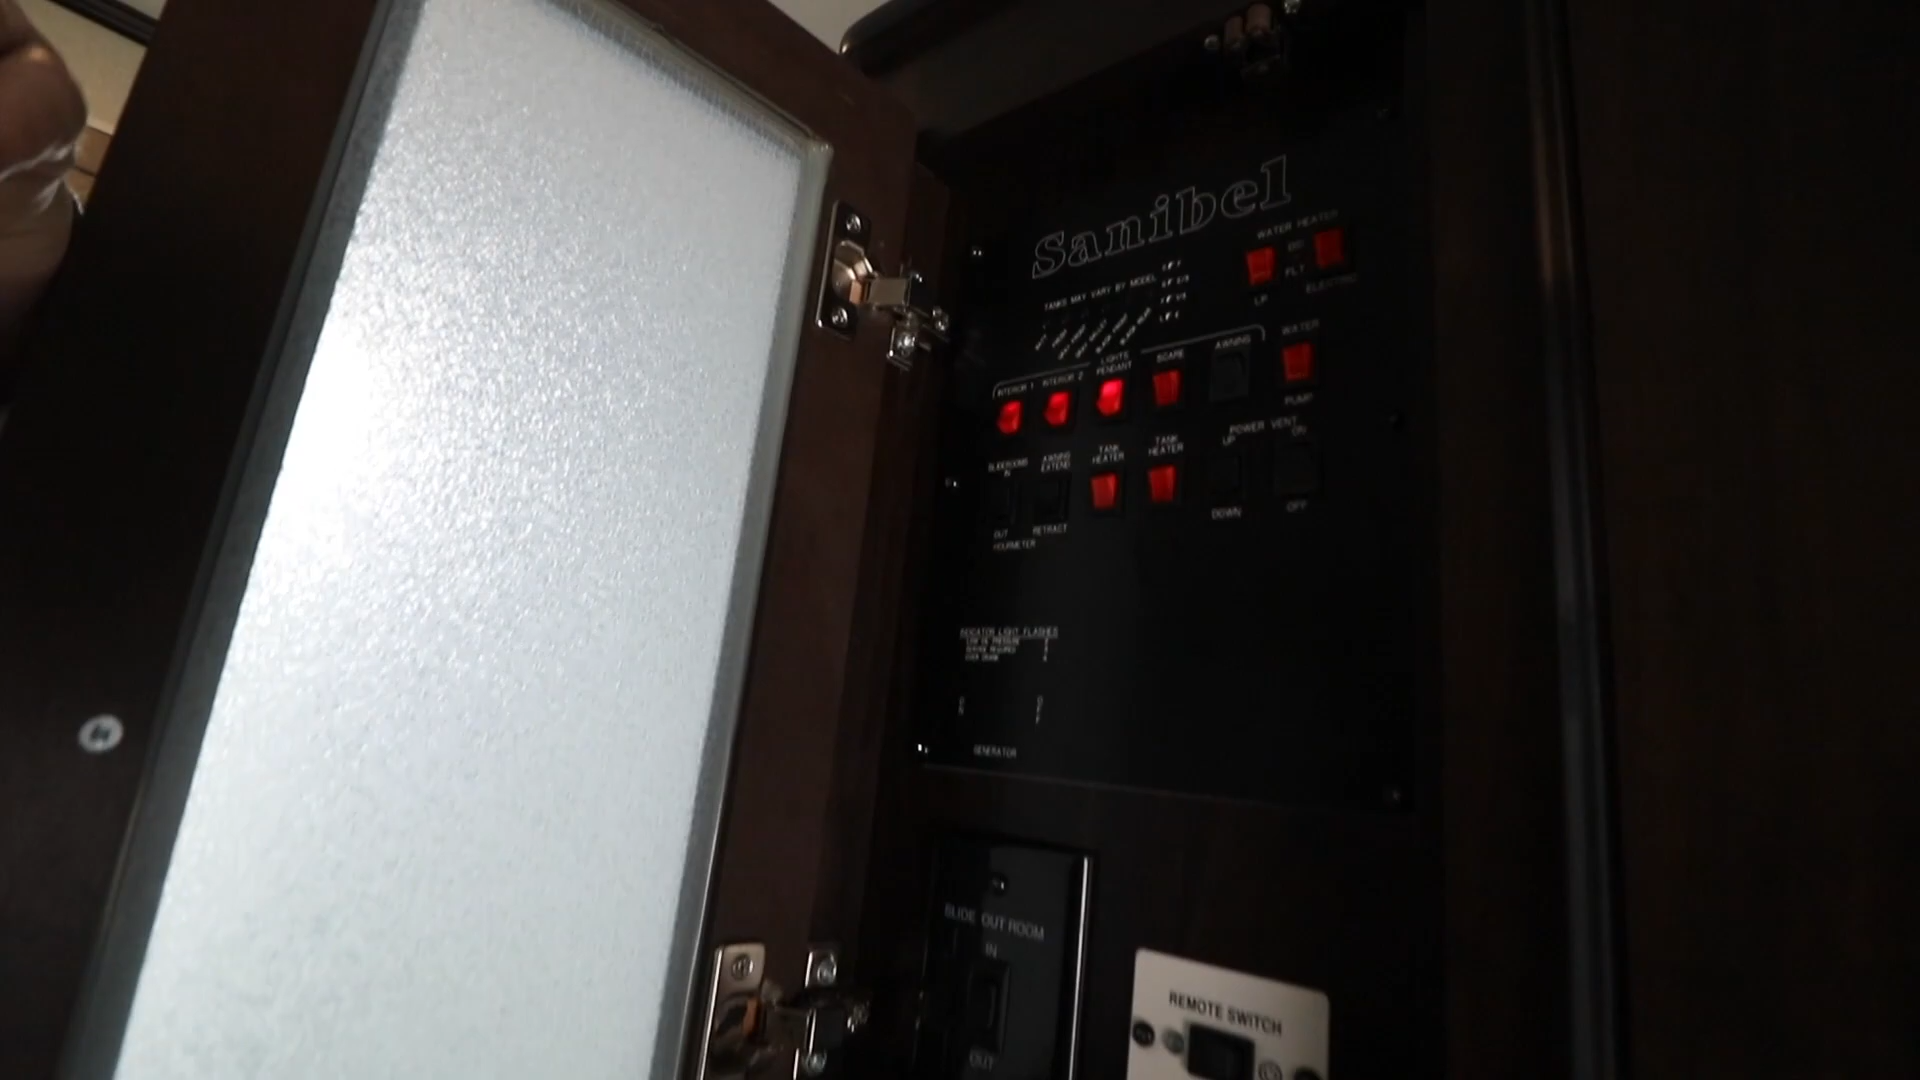 Sanibel
WATER HEATER
LP
ELECTRIC
TANKS MAY VARY BY MODEL
LIGHTS
INTERIOR 1 INTERIOR 2 PENDANT SCARE AWNING
WATER
PUMP
SLIDEROOMS
IN
AWNING
EXTEND
TANK
HEATER
TANK
HEATER
POWER VENT
UP ON
OUT
RETRACT
DOWN OFF
HOURMETER
INDICATOR LIGHT FLASHES
GENERATOR
SLIDE OUT ROOM
IN
OUT
REMOTE SWITCH